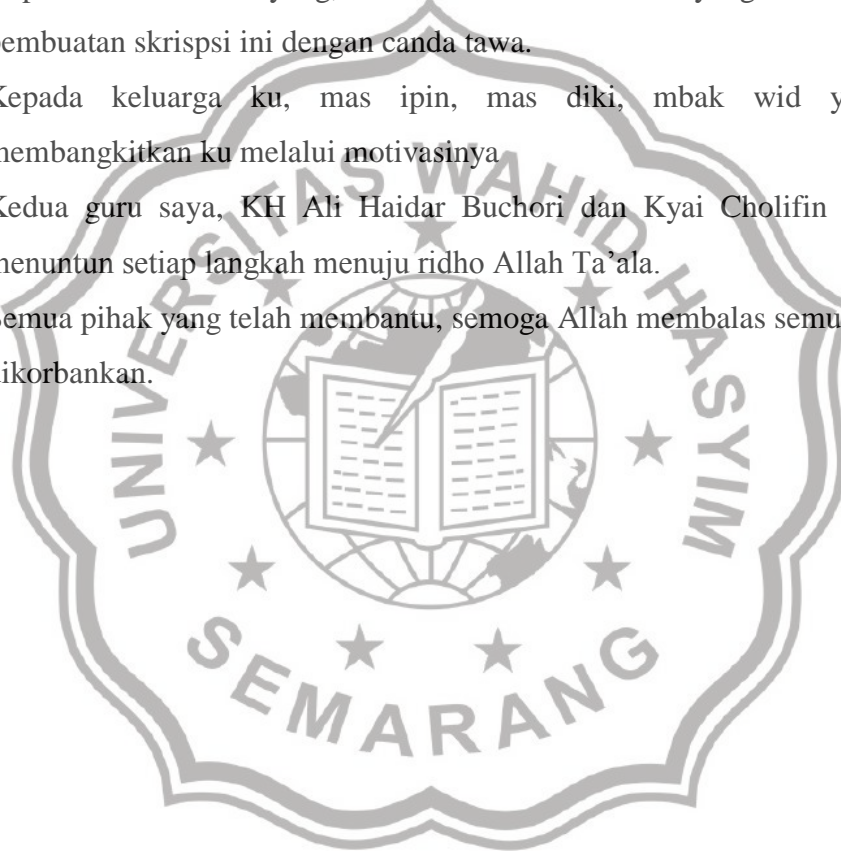 pembuatan skrispsi ini dengan canda tawa.
Kepada keluarga ku, mas ipin, mas diki, mbak wid
membangkitkan ku melalui motivasinya
Kedua guru saya, KH Ali Haidar Buchori dan Kyai Cholifin
menuntun setiap langkah menuju ridho Allah Ta’ala.
Semua pihak yang telah membantu, semoga Allah membalas
dikorbankan.
UNIVERSITAS WAHID HASYIM
SEMARANG